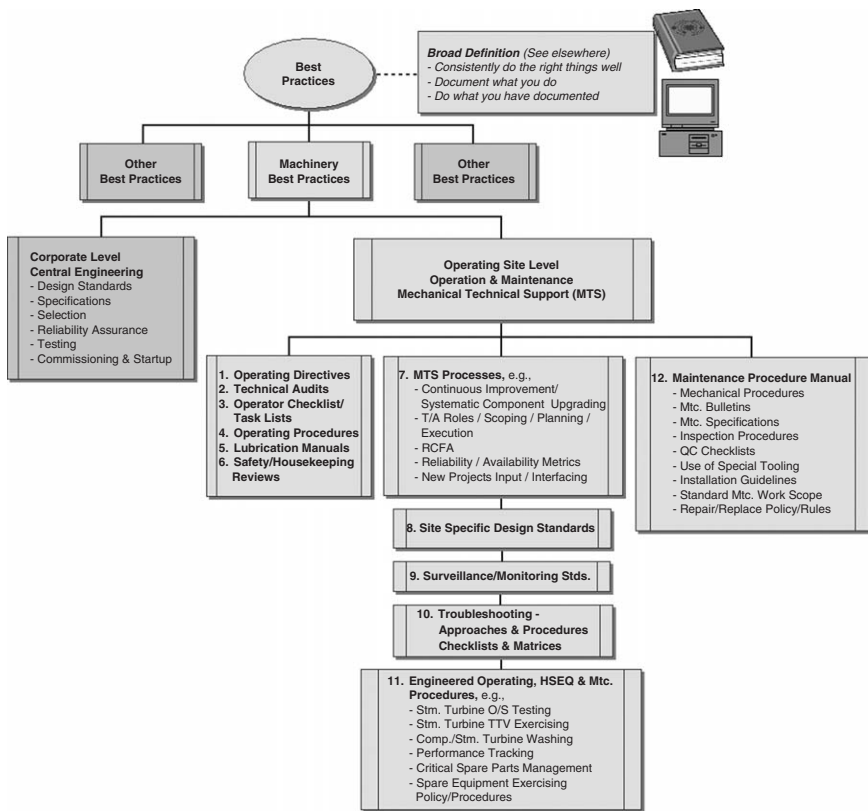 Best
Practices
Broad Definition (See elsewhere)
- Consistently do the right things well
- Document what you do
- Do what you have documented
Other
Best Practices
Machinery
Best Practices
Other
Best Practices
Corporate Level
Central Engineering
- Design Standards
- Specifications
- Selection
- Reliability Assurance
- Testing
- Commissioning & Startup
Operating Site Level
Operation & Maintenance
Mechanical Technical Support (MTS)
1. Operating Directives
2. Technical Audits
3. Operator Checklist/
Task Lists
4. Operating Procedures
5. Lubrication Manuals
6. Safety/Housekeeping
Reviews
7. MTS Processes, e.g.,
- Continuous Improvement/
Systematic Component Upgrading
- T/A Roles / Scoping / Planning /
Execution
- RCFA
- Reliability / Availability Metrics
- New Projects Input / Interfacing
12. Maintenance Procedure Manual
- Mechanical Procedures
- Mtc. Bulletins
- Mtc. Specifications
- Inspection Procedures
- QC Checklists
- Use of Special Tooling
- Installation Guidelines
- Standard Mtc. Work Scope
- Repair/Replace Policy/Rules
8. Site Specific Design Standards
9. Surveillance/Monitoring Stds.
10. Troubleshooting -
Approaches & Procedures
Checklists & Matrices
11. Engineered Operating, HSEQ & Mtc.
Procedures, e.g.,
- Stm. Turbine O/S Testing
- Stm. Turbine TTV Exercising
- Comp./Stm. Turbine Washing
- Performance Tracking
- Critical Spare Parts Management
- Spare Equipment Exercising
Policy/Procedures